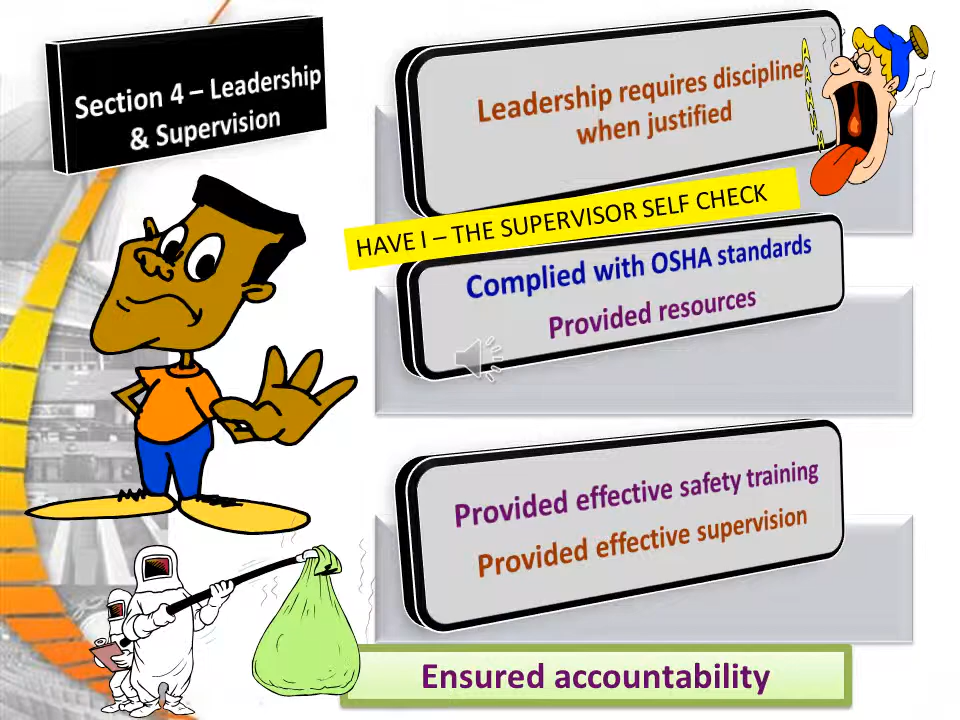 Section 4 – Leadership
& Supervision
Leadership requires discipline
when justified
AAHHH
HAVE I – THE SUPERVISOR SELF CHECK
Complied with OSHA standards
Provided resources
Provided effective safety training
Provided effective supervision
Ensured accountability